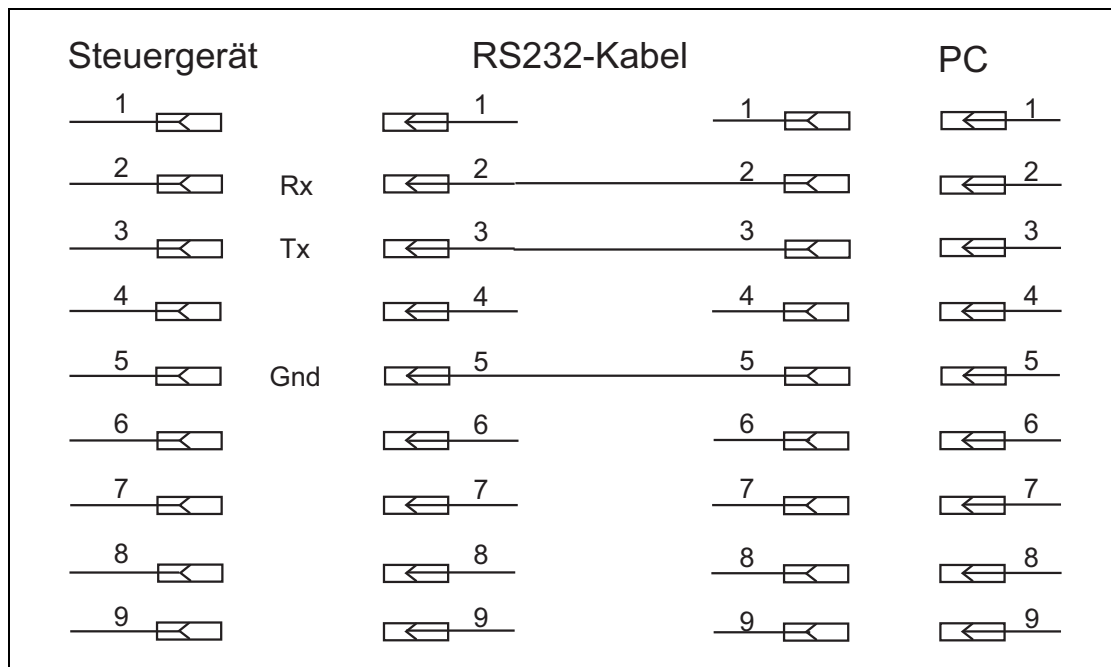 Steuergerät RS232-Kabel PC
1 1 1 1
2 Rx 2 2 2
3 Tx 3 3 3
4 4 4 4
5 Gnd 5 5 5
6 6 6 6
7 7 7 7
8 8 8 8
9 9 9 9